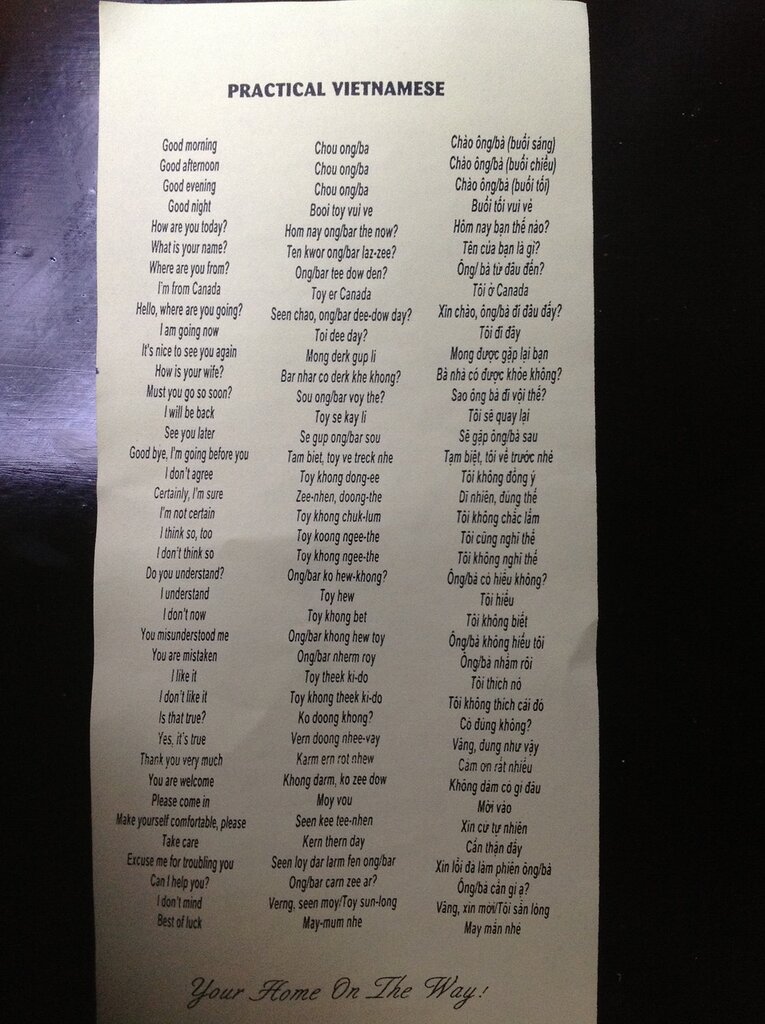 PRACTICAL VIETNAMESE
Good morning Chou ong/ba Chào ông/bà (buổi sáng)
Good afternoon Chou ong/ba Chào ông/bà (buổi chiều)
Good evening Chou ong/ba Chào ông/bà (buổi tối)
Good night Booi toy vui ve Buổi tối vui vẻ
How are you today? Hom nay ong/bar the now? Hôm nay bạn thế nào?
What is your name? Ten kwor ong/bar laz-zee? Tên của bạn là gì?
Where are you from? Ong/bar tee dow den? Ông/ bà từ đâu đến?
I'm from Canada Toy er Canada Tôi ở Canada
Hello, where are you going? Seen chao, ong/bar dee-dow day? Xin chào, ông/bà đi đâu đấy?
I am going now Toi dee day? Tôi đi đây
It's nice to see you again Mong derk gup li Mong được gặp lại bạn
How is your wife? Bar nhar co derk khe khong? Bà nhà có được khỏe không?
Must you go so soon? Sou ong/bar voy the? Sao ông bà đi vội thế?
I will be back Toy se kay li Tôi sẽ quay lại
See you later Se gup ong/bar sou Sẽ gặp ông/bà sau
Good bye, I'm going before you Tam biet, toy ve treck nhe Tạm biệt, tôi về trước nhé
I don't agree Toy khong dong-ee Tôi không đồng ý
Certainly, I'm sure Zee-nhen, doong-the Dĩ nhiên, đúng thế
I'm not certain Toy khong chuk-lum Tôi không chắc lắm
I think so, too Toy koong ngee-the Tôi cũng nghĩ thế
I don't think so Toy khong ngee-the Tôi không nghĩ thế
Do you understand? Ong/bar ko hew-khong? Ông/bà có hiểu không?
I understand Toy hew Tôi hiểu
I don't now Toy khong bet Tôi không biết
You misunderstood me Ong/bar khong hew toy Ông/bà không hiểu tôi
You are mistaken Ong/bar nherm roy Ông/bà nhầm rồi
I like it Toy theek ki-do Tôi thích nó
I don't like it Toy khong theek ki-do Tôi không thích cái đó
Is that true? Ko doong khong? Có đúng không?
Yes, it's true Vern doong nhee-vay Vâng, đúng như vậy
Thank you very much Karm ern rot nhew Cảm ơn rất nhiều
You are welcome Khong darm, ko zee dow Không dám có gì đâu
Please come in Moy vou Mời vào
Make yourself comfortable, please Seen kee tee-nhen Xin cứ tự nhiên
Take care Kern thern day Cẩn thận đấy
Excuse me for troubling you Seen loy dar larm fen ong/bar Xin lỗi đã làm phiền ông/bà
Can I help you? Ong/bar carn zee ar? Ông/bà cần gì ạ?
I don't mind Verng, seen moy/Toy sun-long Vâng, xin mời/Tôi sẵn lòng
Best of luck May-mum nhe May mắn nhé
Your Home On The Way!